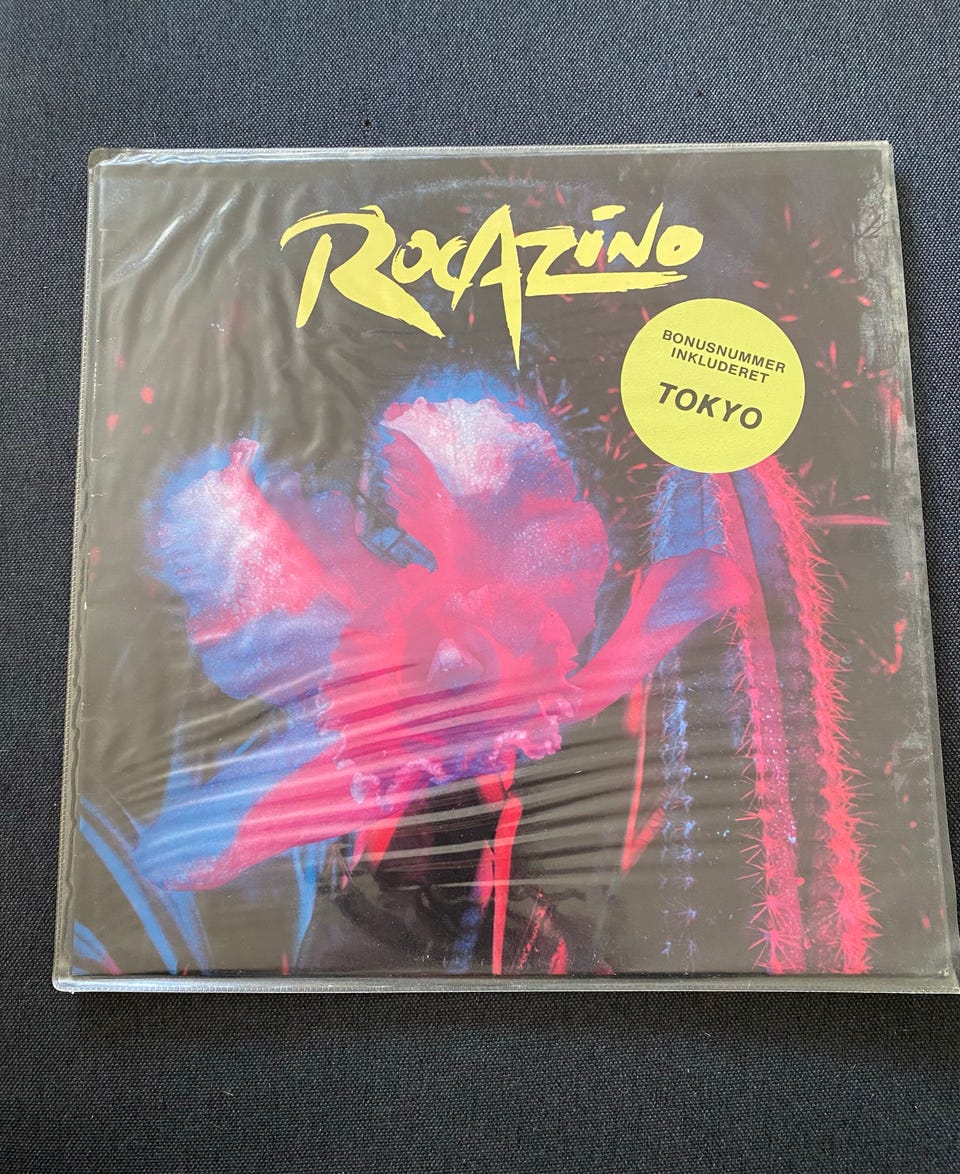 ROCAZINO
BONUSNUMMER
INKLUDERET
TOKYO